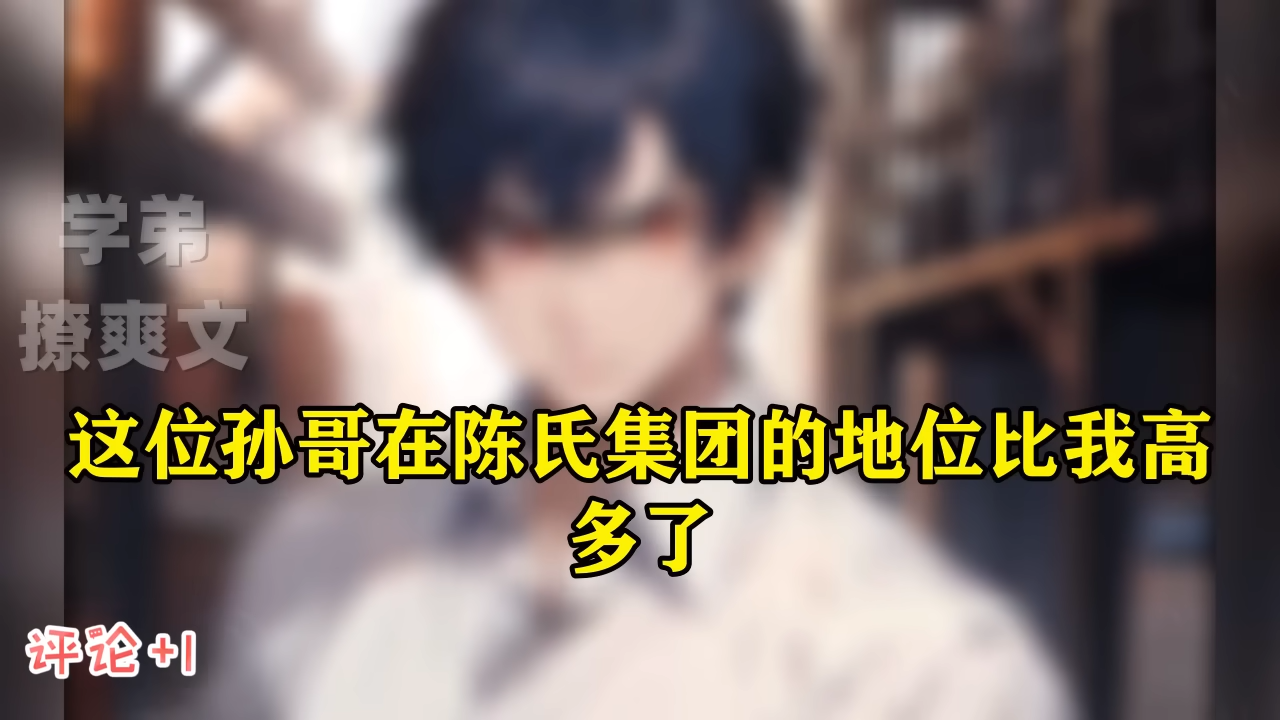 学弟
撩爽文
这位孙哥在陈氏集团的地位比我高
多了
评论+1